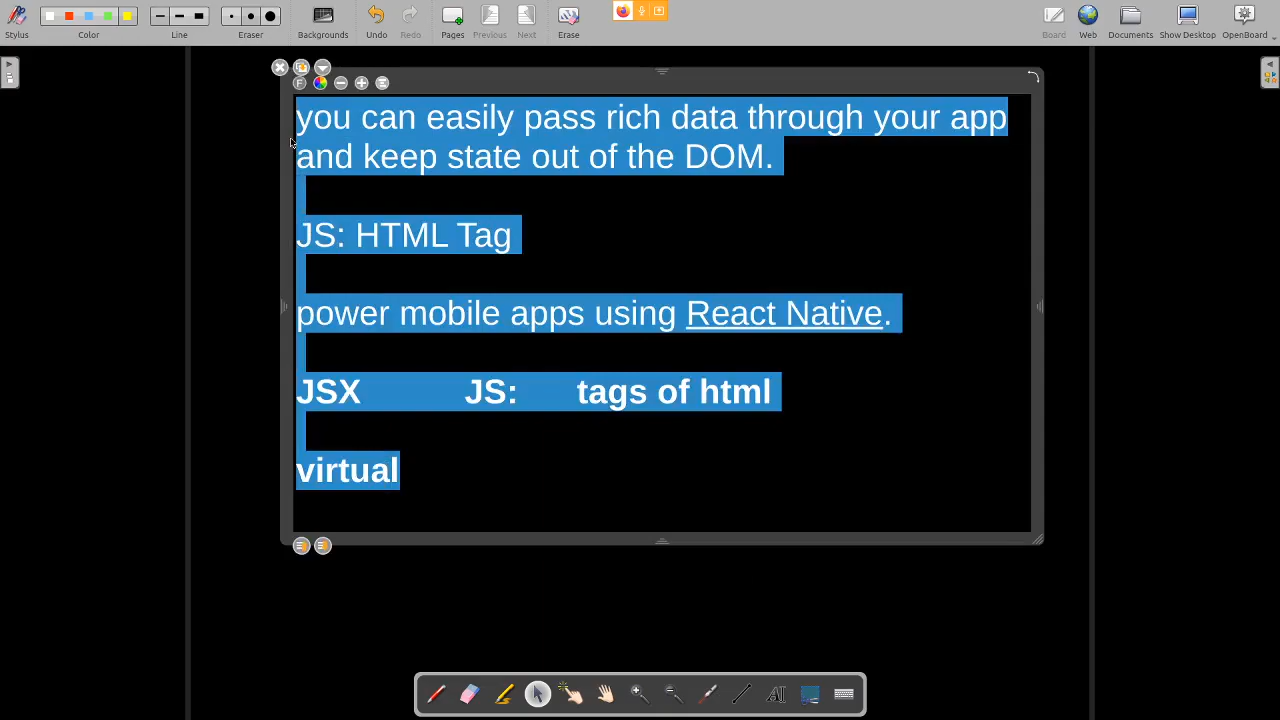 Stylus
Color
Line
Eraser
Backgrounds
Undo
Redo
Pages
Previous
Next
Erase
Board
Web
Documents
Show Desktop
OpenBoard
F
you can easily pass rich data through your app
and keep state out of the DOM.
JS: HTML Tag
power mobile apps using React Native.
JSX JS: tags of html
virtual
AI